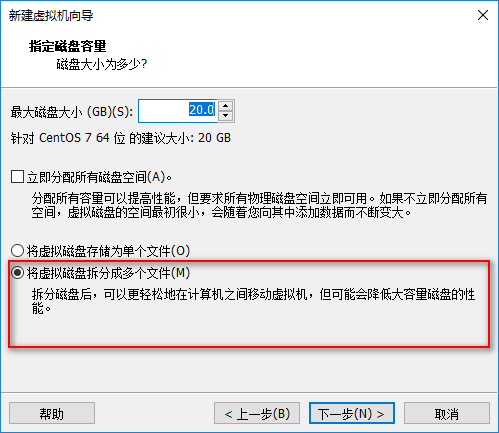 新建虚拟机向导
指定磁盘容量
磁盘大小为多少?
最大磁盘大小 (GB)(S): 20.0
针对 CentOS 7 64 位 的建议大小: 20 GB
立即分配所有磁盘空间(A)。
分配所有容量可以提高性能，但要求所有物理磁盘空间立即可用。如果不立即分配所有
空间，虚拟磁盘的空间最初很小，会随着您向其中添加数据而不断变大。
将虚拟磁盘存储为单个文件(O)
将虚拟磁盘拆分成多个文件(M)
拆分磁盘后，可以更轻松地在计算机之间移动虚拟机，但可能会降低大容量磁盘的性
能。
帮助 < 上一步(B) 下一步(N) > 取消